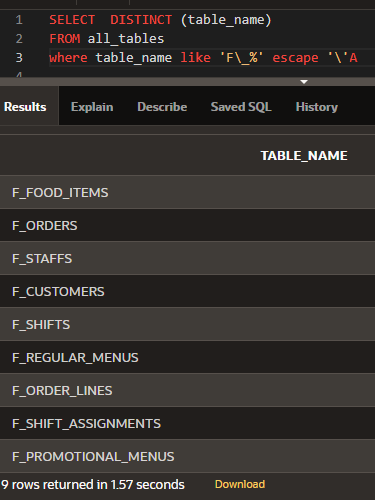 1 SELECT  DISTINCT (table_name)
2 FROM all_tables
3 where table_name like 'F\_%' escape '\'A
4
Results Explain Describe Saved SQL History
TABLE_NAME
F_FOOD_ITEMS
F_ORDERS
F_STAFFS
F_CUSTOMERS
F_SHIFTS
F_REGULAR_MENUS
F_ORDER_LINES
F_SHIFT_ASSIGNMENTS
F_PROMOTIONAL_MENUS
9 rows returned in 1.57 seconds Download